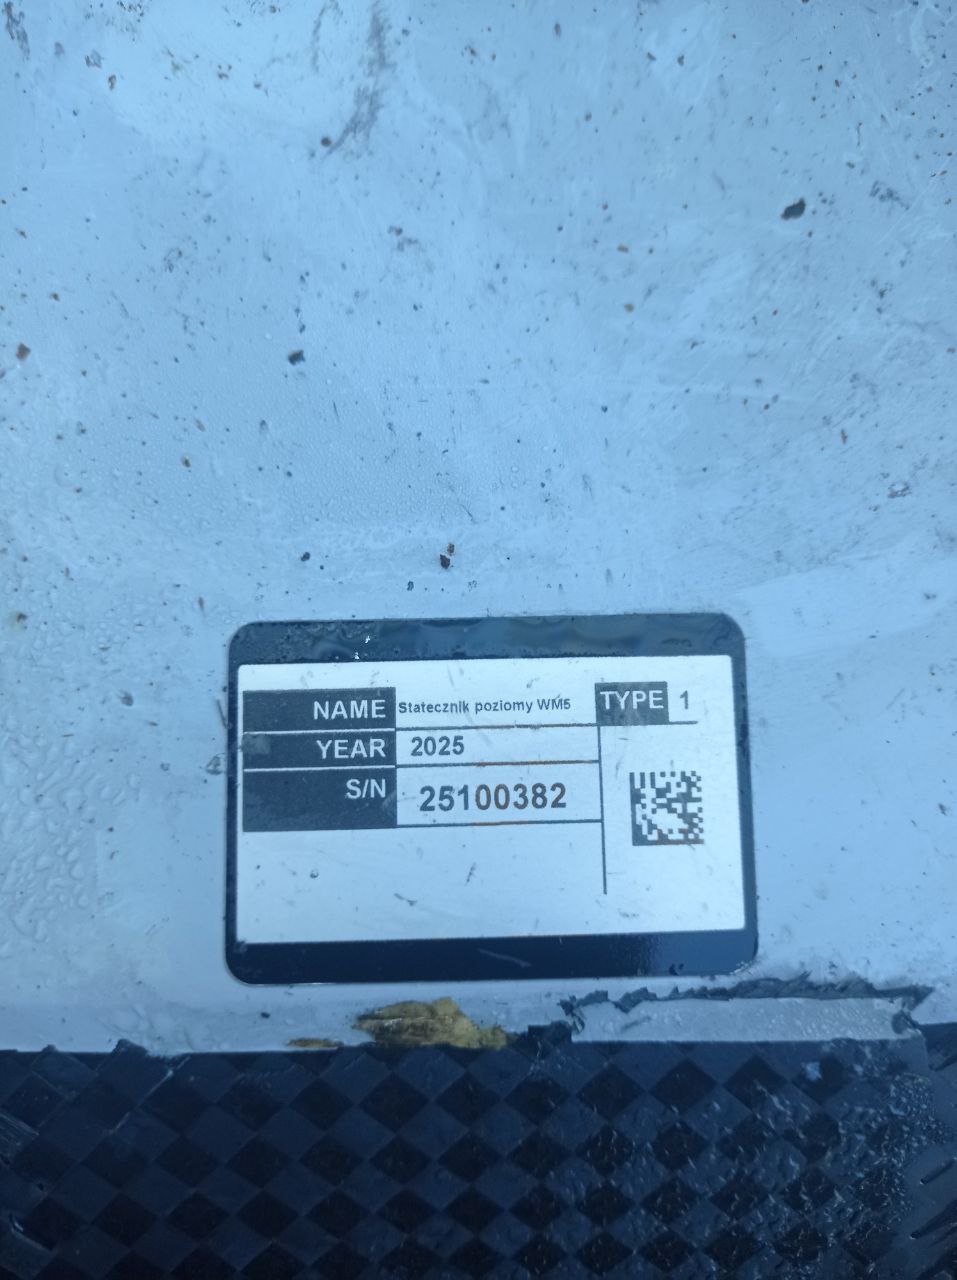 NAME Statecznik poziomy WM5 TYPE 1
YEAR 2025
S/N 25100382